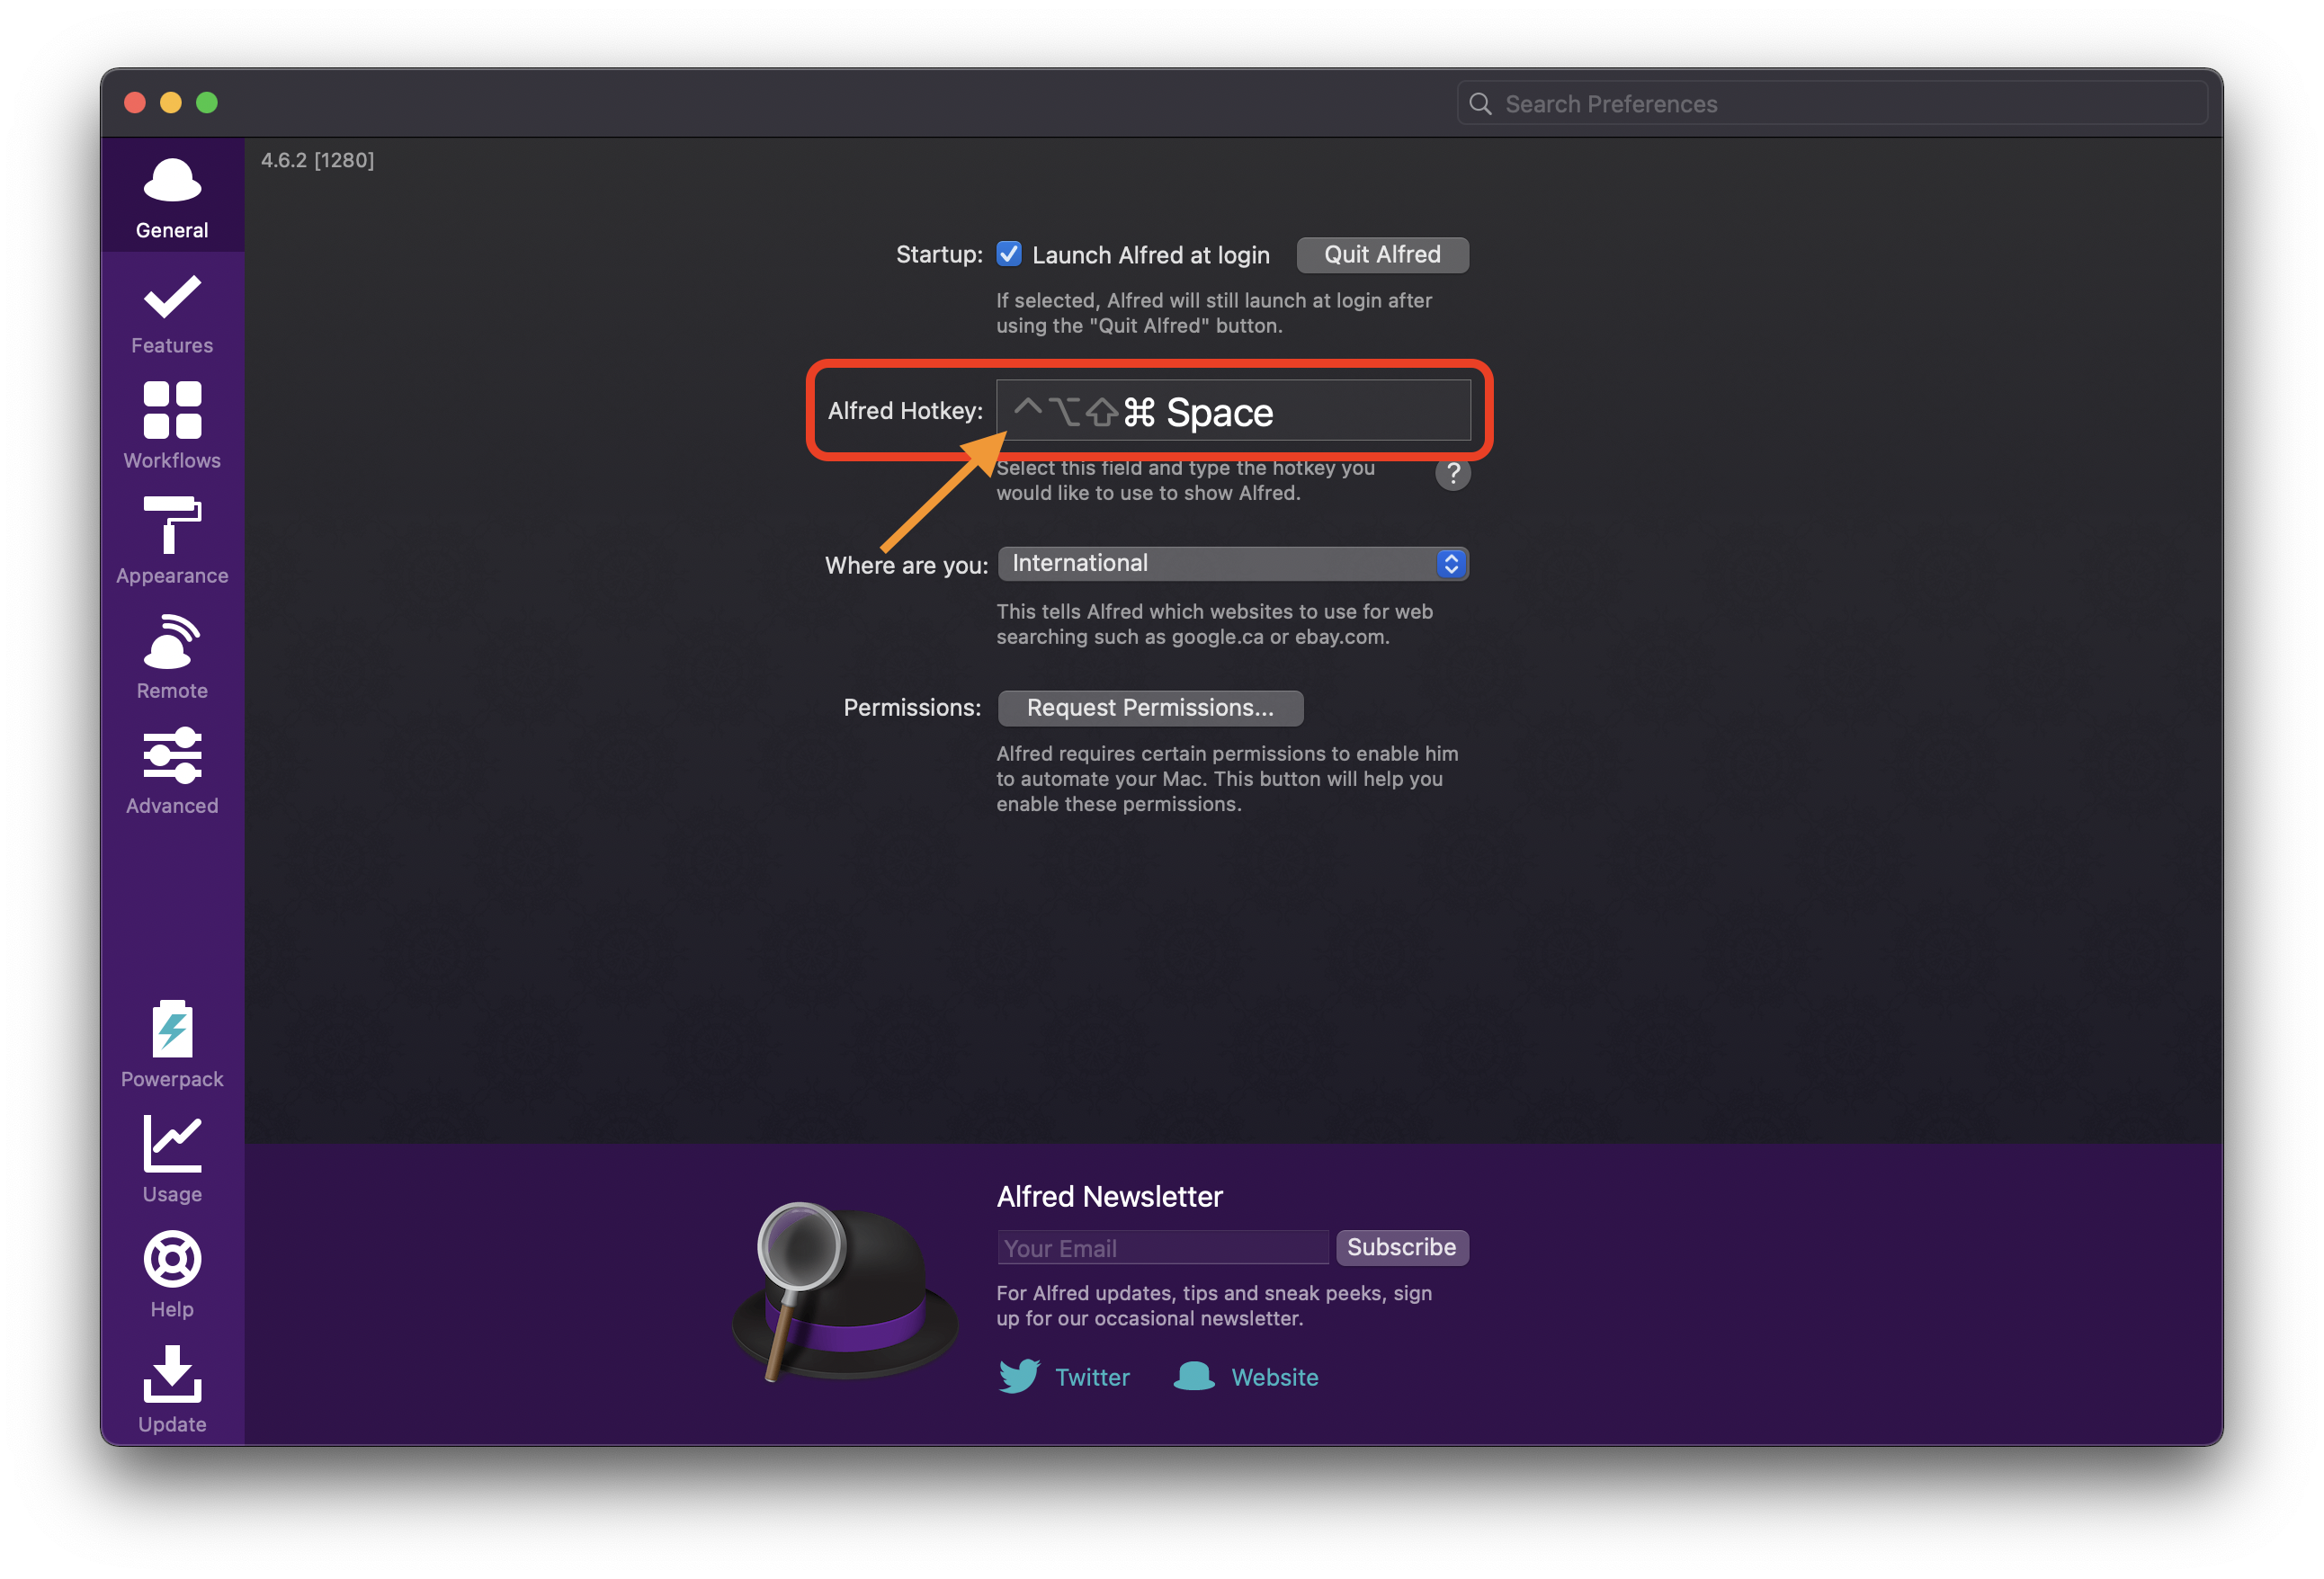 Search Preferences
4.6.2 [1280]
General
Features
Workflows
Appearance
Remote
Advanced
Powerpack
Usage
Help
Update
Startup: Launch Alfred at login Quit Alfred
If selected, Alfred will still launch at login after
using the "Quit Alfred" button.
Alfred Hotkey: ⌃⌥⇧⌘ Space
Select this field and type the hotkey you ?
would like to use to show Alfred.
Where are you: International
This tells Alfred which websites to use for web
searching such as google.ca or ebay.com.
Permissions: Request Permissions...
Alfred requires certain permissions to enable him
to automate your Mac. This button will help you
enable these permissions.
Alfred Newsletter
Your Email Subscribe
For Alfred updates, tips and sneak peeks, sign
up for our occasional newsletter.
Twitter Website